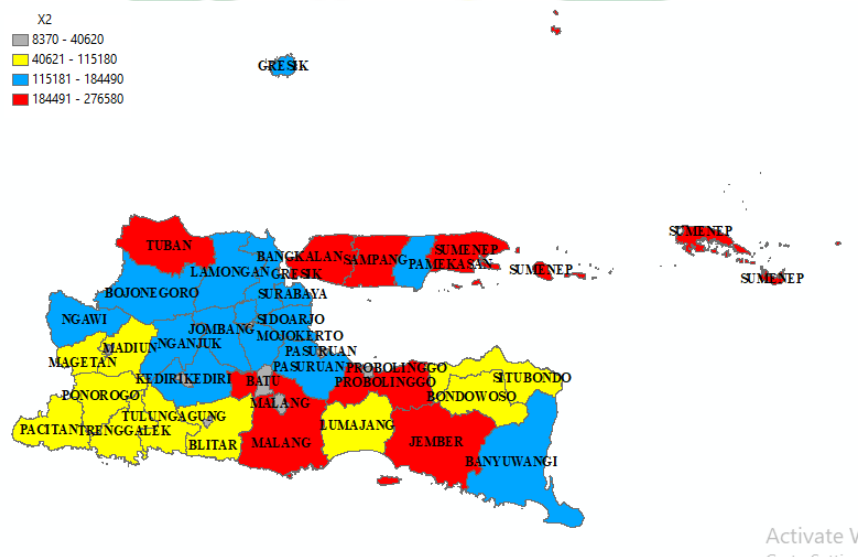 X2
8370 - 40620
40621 - 115180
115181 - 184490
184491 - 276580
GRESIK
TUBAN
BANGKALAN
SAMPANG
SUMENEP
PAMEKASAN
SUMENEP
SUMENEP
SUMENEP
LAMONGAN
GRESIK
BOJONEGORO
SURABAYA
NGAWI
JOMBANG
SIDOARJO
MOJOKERTO
MADIUN
NGANJUK
PASURUAN
MAGETAN
PASURUAN
PROBOLINGGO
KEDIRI
KEDIRI
BATU
PROBOLINGGO
SITUBONDO
PONOROGO
BONDOWOSO
MALANG
TULUNGAGUNG
PACITAN
TRENGGALEK
LUMAJANG
BLITAR
MALANG
JEMBER
BANYUWANGI
Activate W